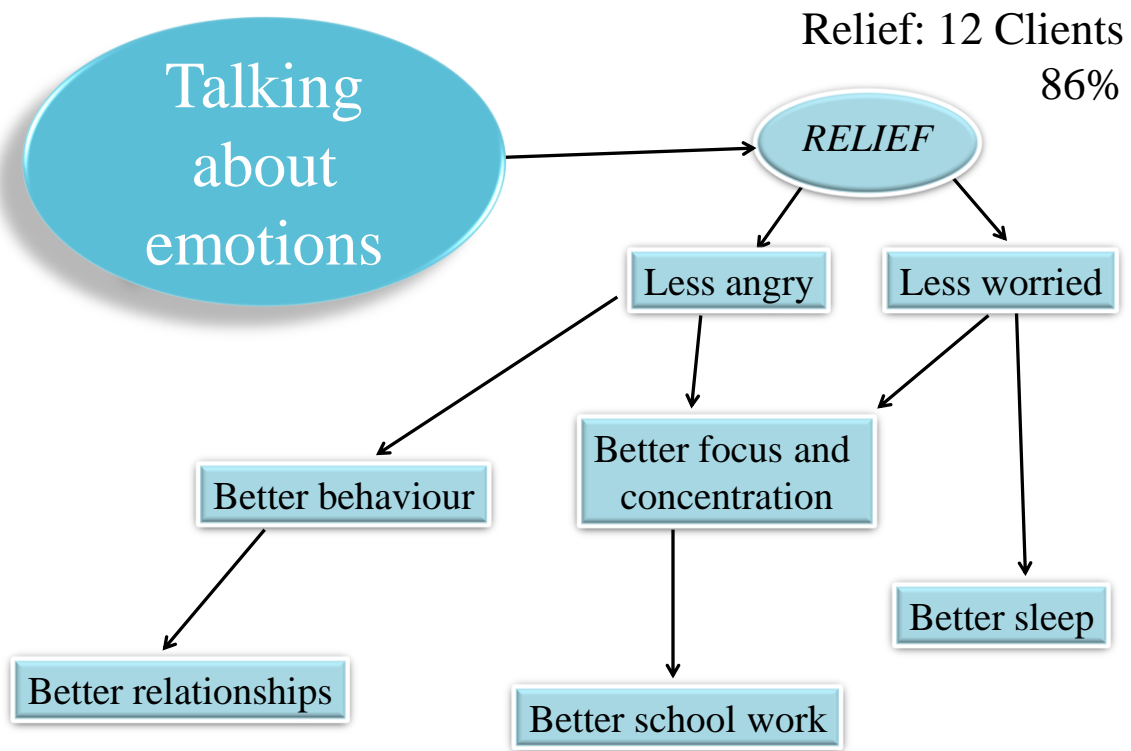 Talking
about
emotions
Relief: 12 Clients
86%
RELIEF
Less angry
Less worried
Better focus and
concentration
Better behaviour
Better sleep
Better relationships
Better school work